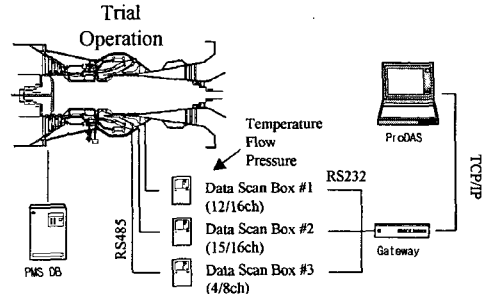 Trial
Operation
Temperature
Flow
Pressure
ProDAS
RS232
TCP/IP
Data Scan Box #1
(12/16ch)
RS485
Data Scan Box #2
(15/16ch)
Gateway
PMS DB
Data Scan Box #3
(4/8ch)